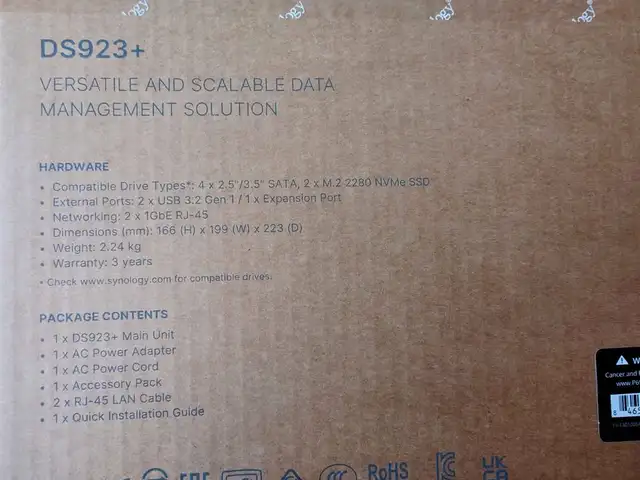 DS923+
VERSATILE AND SCALABLE DATA
MANAGEMENT SOLUTION
HARDWARE
• Compatible Drive Types*: 4 x 2.5"/3.5" SATA, 2 x M.2 2280 NVMe SSD
• External Ports: 2 x USB 3.2 Gen 1 / 1 x Expansion Port
• Networking: 2 x 1GbE RJ-45
• Dimensions (mm): 166 (H) x 199 (W) x 223 (D)
• Weight: 2.24 kg
• Warranty: 3 years
* Check www.synology.com for compatible drives.
PACKAGE CONTENTS
• 1 x DS923+ Main Unit
• 1 x AC Power Adapter
• 1 x AC Power Cord
• 1 x Accessory Pack
• 2 x RJ-45 LAN Cable
• 1 x Quick Installation Guide
Cancer and
RoHS
UK
CA